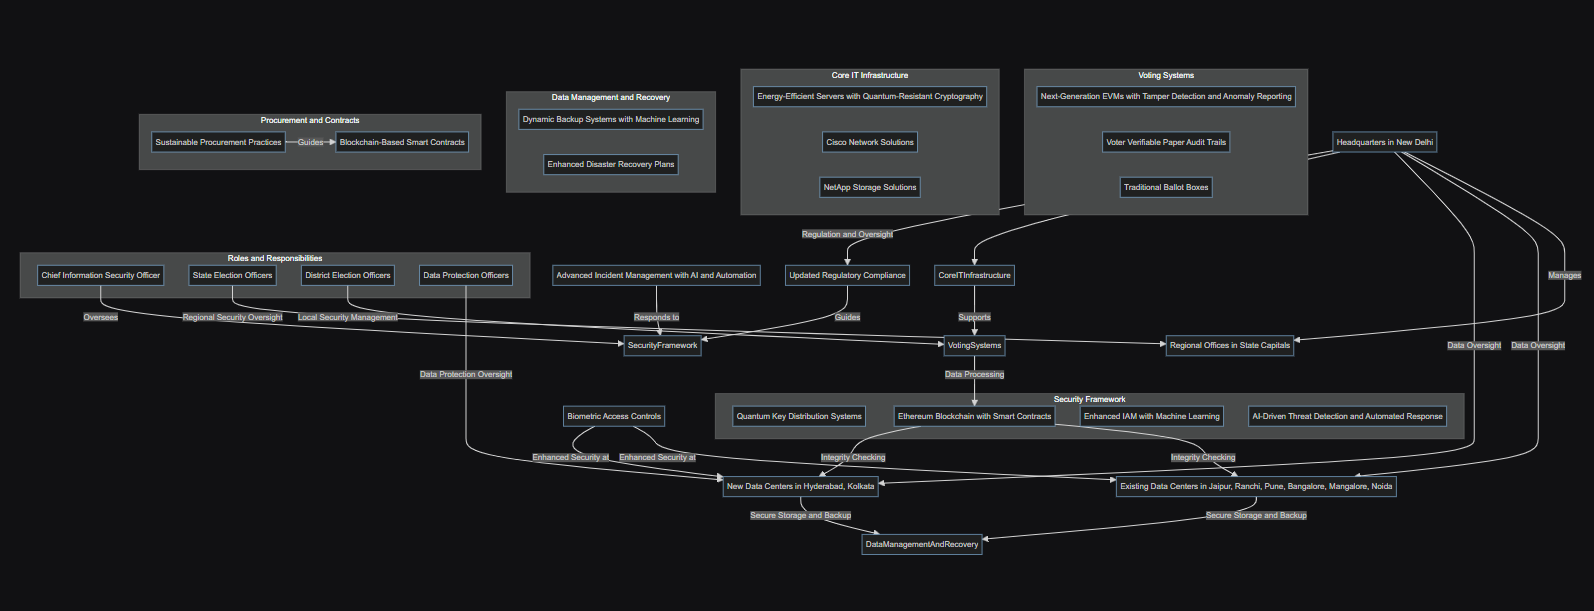 Core IT Infrastructure
Voting Systems
Energy-Efficient Servers with Quantum-Resistant Cryptography
Next-Generation EVMs with Tamper Detection and Anomaly Reporting
Data Management and Recovery
Dynamic Backup Systems with Machine Learning
Procurement and Contracts
Sustainable Procurement Practices
Guides
Blockchain-Based Smart Contracts
Cisco Network Solutions
Voter Verifiable Paper Audit Trails
Headquarters in New Delhi
Enhanced Disaster Recovery Plans
NetApp Storage Solutions
Traditional Ballot Boxes
Regulation and Oversight
Roles and Responsibilities
Chief Information Security Officer
State Election Officers
District Election Officers
Data Protection Officers
Advanced Incident Management with AI and Automation
Updated Regulatory Compliance
CoreITInfrastructure
Manages
Oversees
Regional Security Oversight
Local Security Management
Responds to
Guides
Supports
SecurityFramework
VotingSystems
Regional Offices in State Capitals
Data Oversight
Data Oversight
Data Protection Oversight
Data Processing
Security Framework
Biometric Access Controls
Quantum Key Distribution Systems
Ethereum Blockchain with Smart Contracts
Enhanced IAM with Machine Learning
AI-Driven Threat Detection and Automated Response
Enhanced Security at
Enhanced Security at
Integrity Checking
Integrity Checking
New Data Centers in Hyderabad, Kolkata
Existing Data Centers in Jaipur, Ranchi, Pune, Bangalore, Mangalore, Noida
Secure Storage and Backup
Secure Storage and Backup
DataManagementAndRecovery